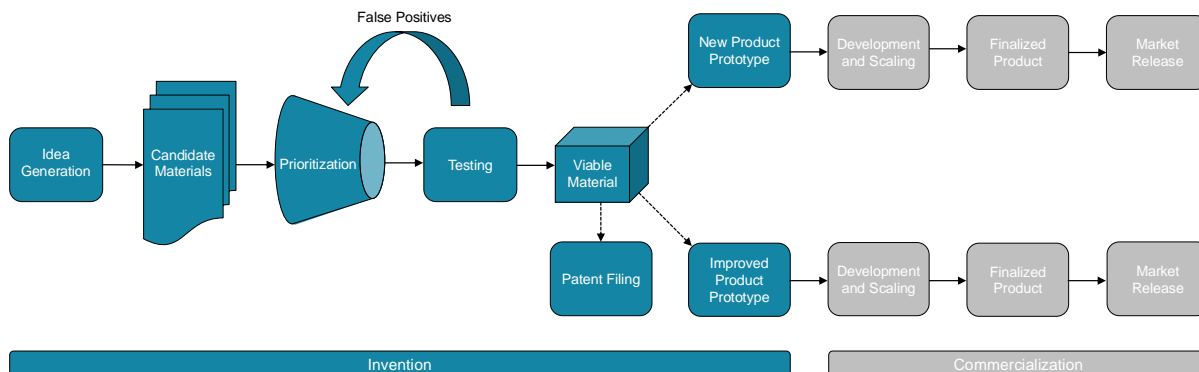 False Positives
Idea
Generation
Candidate
Materials
Prioritization
Testing
Viable
Material
Patent Filing
New Product
Prototype
Development
and Scaling
Finalized
Product
Market
Release
Improved
Product
Prototype
Development
and Scaling
Finalized
Product
Market
Release
Invention
Commercialization